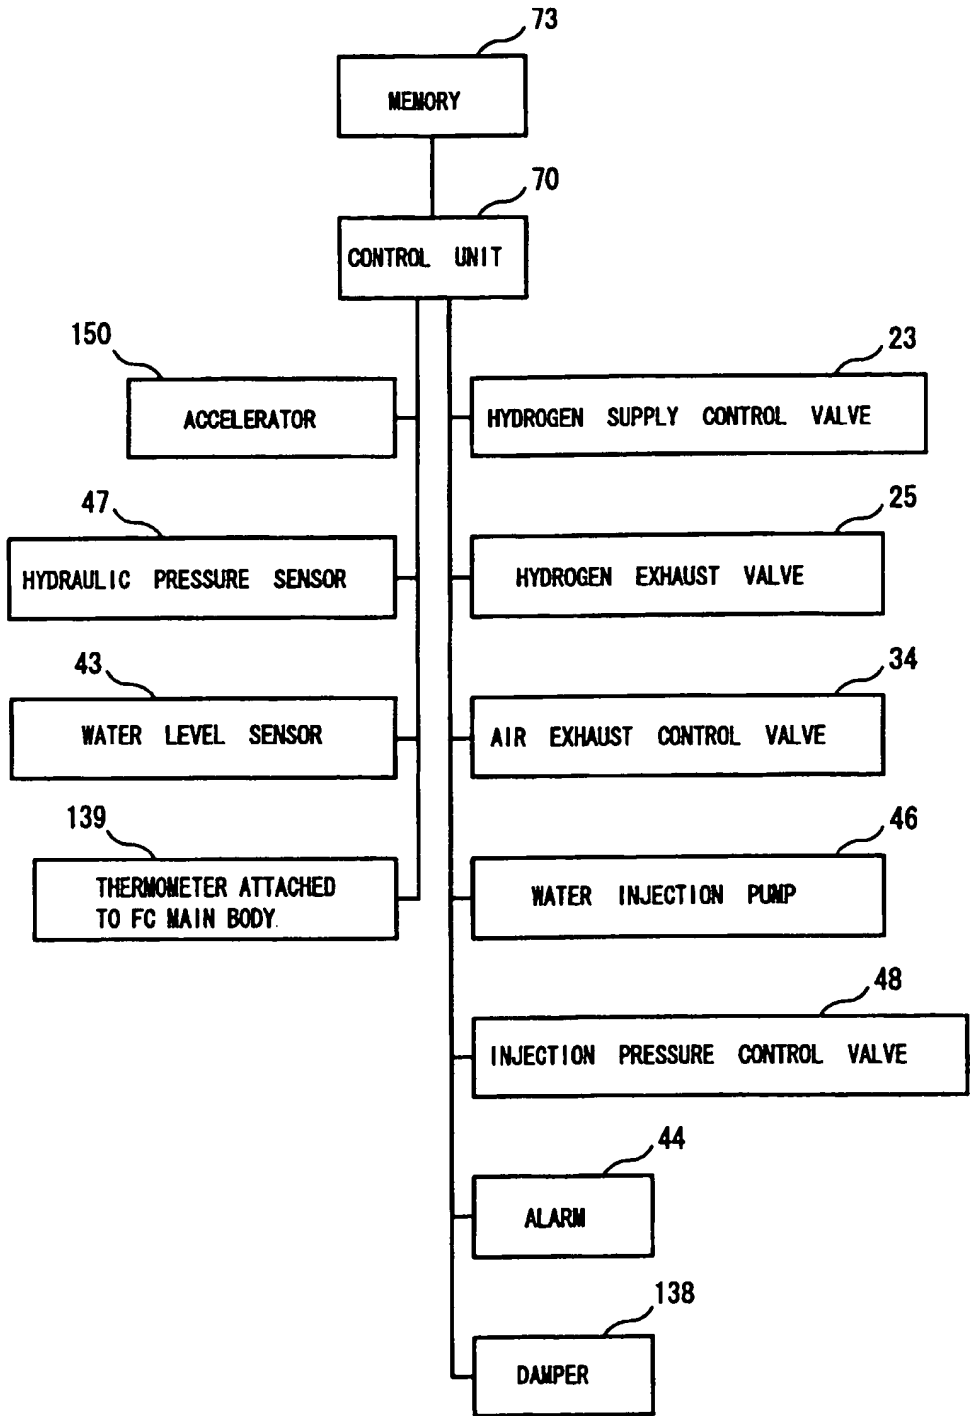 73
MEMORY
70
CONTROL UNIT
150
ACCELERATOR
23
HYDROGEN SUPPLY CONTROL VALVE
47
HYDRAULIC PRESSURE SENSOR
25
HYDROGEN EXHAUST VALVE
43
WATER LEVEL SENSOR
34
AIR EXHAUST CONTROL VALVE
139
THERMOMETER ATTACHED
TO FC MAIN BODY
46
WATER INJECTION PUMP
48
INJECTION PRESSURE CONTROL VALVE
44
ALARM
138
DAMPER